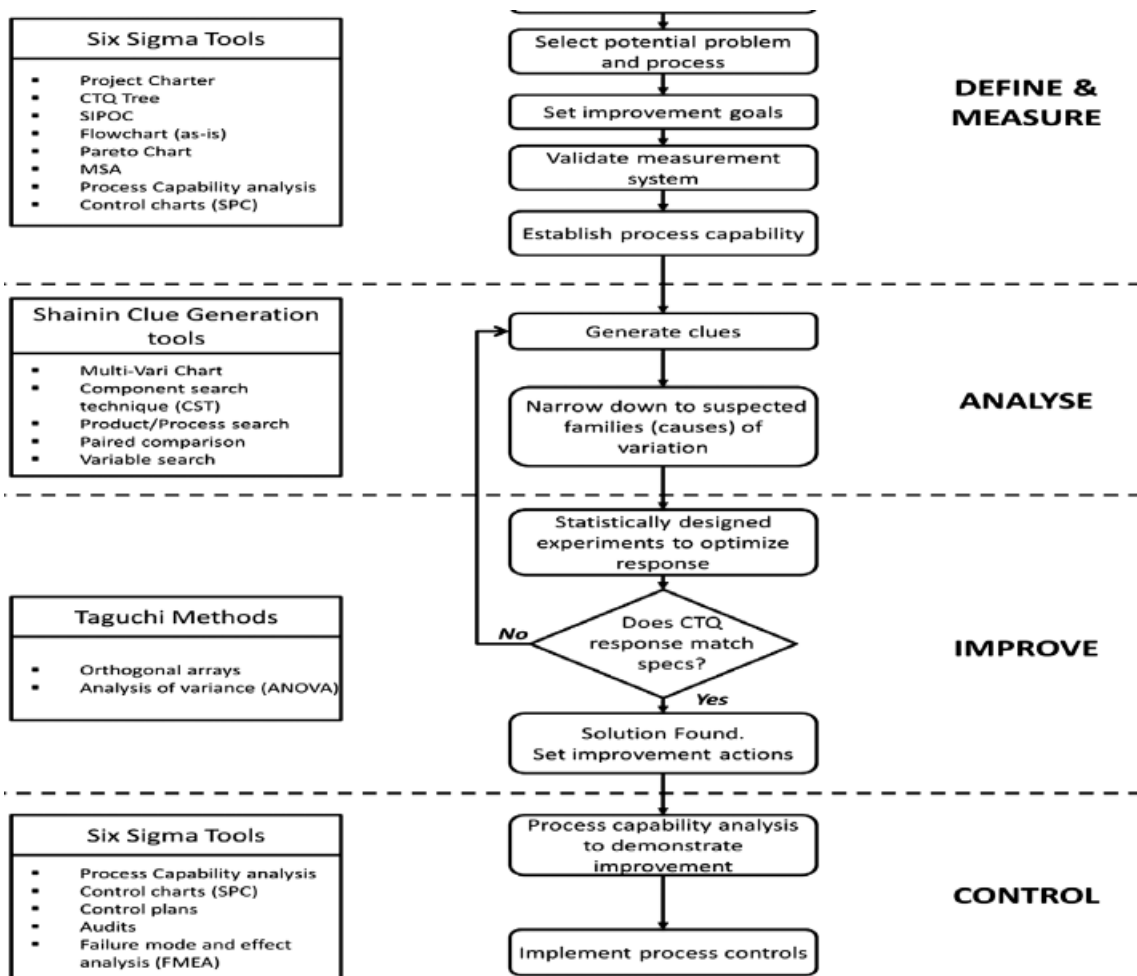 Six Sigma Tools
▪ Project Charter
▪ CTQ Tree
▪ SIPOC
▪ Flowchart (as-is)
▪ Pareto Chart
▪ MSA
▪ Process Capability analysis
▪ Control charts (SPC)
Select potential problem
and process
Set improvement goals
Validate measurement
system
Establish process capability
DEFINE &
MEASURE
Shainin Clue Generation
tools
▪ Multi-Vari Chart
▪ Component search
technique (CST)
▪ Product/Process search
▪ Paired comparison
▪ Variable search
Generate clues
Narrow down to suspected
families (causes) of
variation
ANALYSE
Taguchi Methods
▪ Orthogonal arrays
▪ Analysis of variance (ANOVA)
Statistically designed
experiments to optimize
response
Does CTQ
response match
specs?
No
Yes
Solution Found.
Set improvement actions
IMPROVE
Six Sigma Tools
▪ Process Capability analysis
▪ Control charts (SPC)
▪ Control plans
▪ Audits
▪ Failure mode and effect
analysis (FMEA)
Process capability analysis
to demonstrate
improvement
Implement process controls
CONTROL